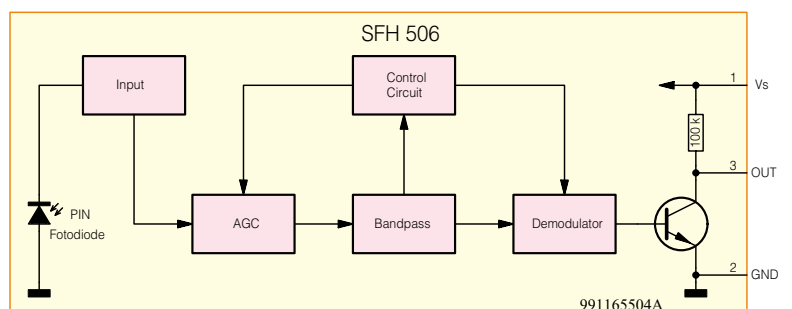 SFH 506
Input
Control
Circuit
1
Vs
100 k
3
OUT
PIN
Fotodiode
AGC
Bandpass
Demodulator
2
GND
991165504A